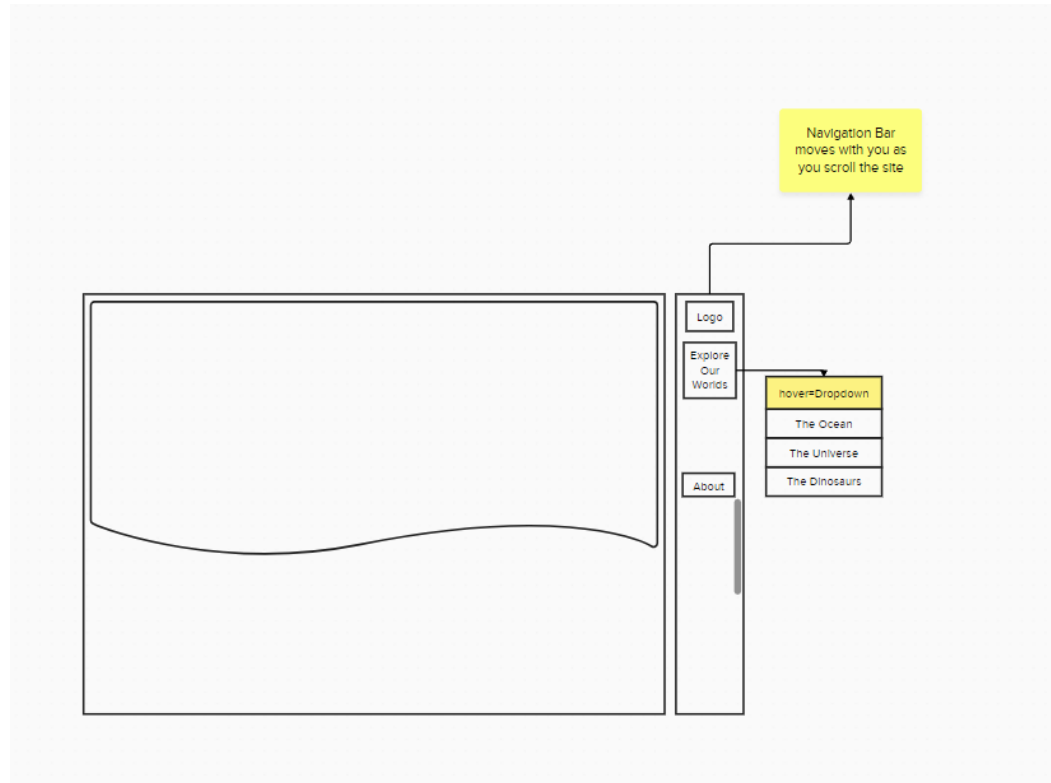 Navigation Bar
moves with you as
you scroll the site
Logo
Explore
Our
Worlds
hover=Dropdown
The Ocean
The Universe
The Dinosaurs
About